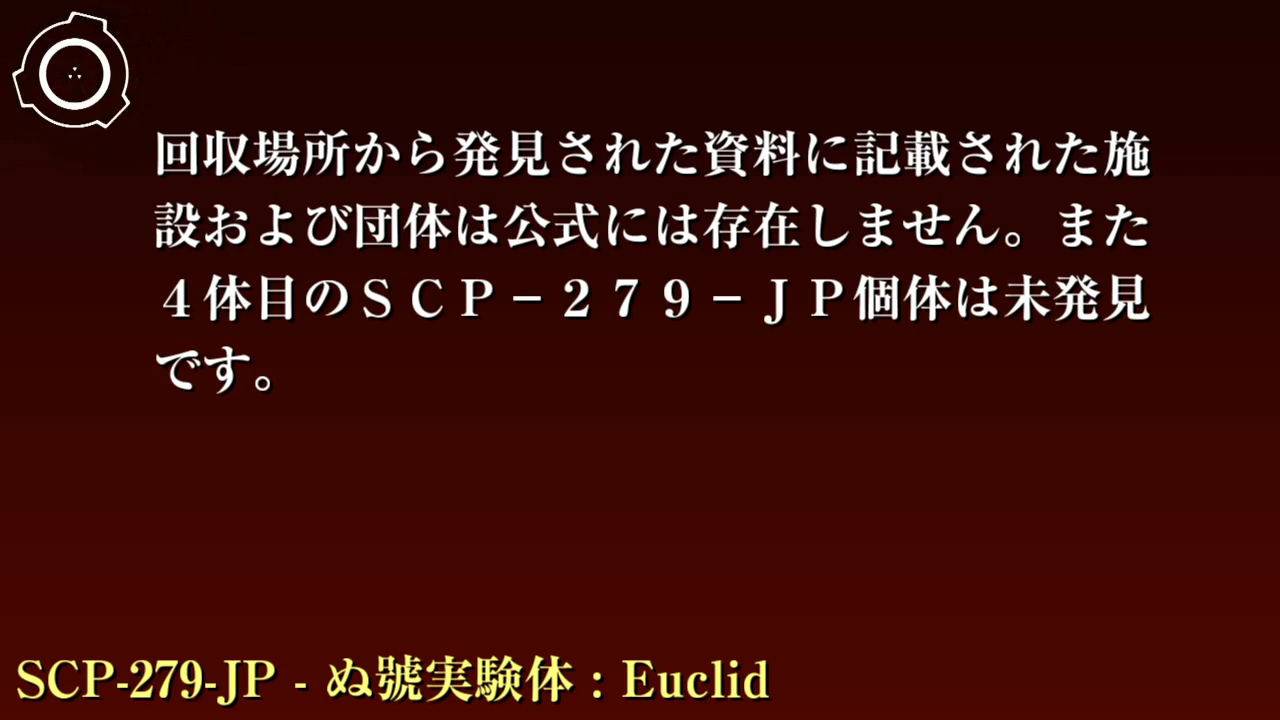 回収場所から発見された資料に記載された施
設および団体は公式には存在しません。また
４体目のＳＣＰ－２７９－ＪＰ個体は未発見
です。
SCP-279-JP - ぬ號実験体 : Euclid